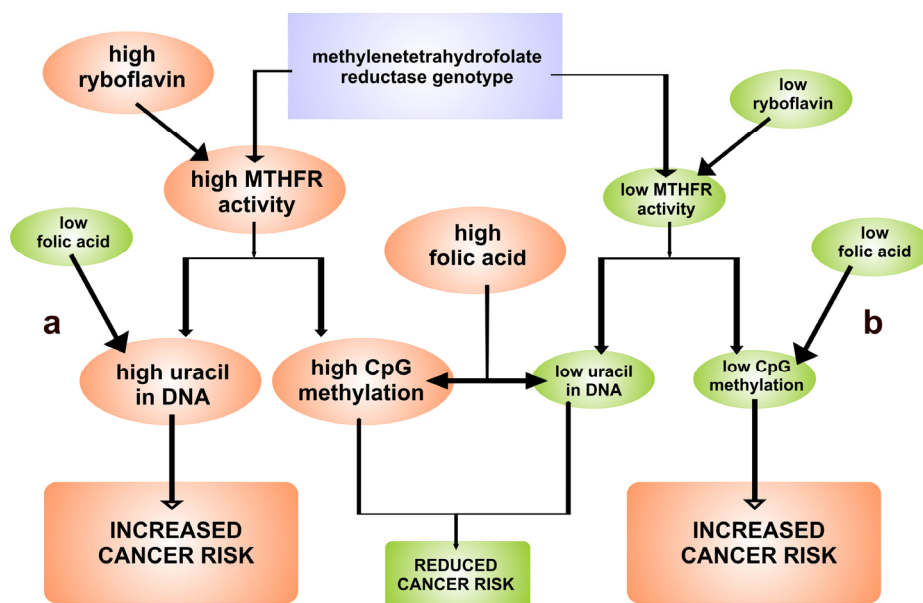 high
ryboflavin
methylenetetrahydrofolate
reductase genotype
low
ryboflavin
high MTHFR
activity
low MTHFR
activity
low
folic acid
high
folic acid
low
folic acid
a
b
high uracil
in DNA
high CpG
methylation
low uracil
in DNA
low CpG
methylation
INCREASED
CANCER RISK
REDUCED
CANCER RISK
INCREASED
CANCER RISK